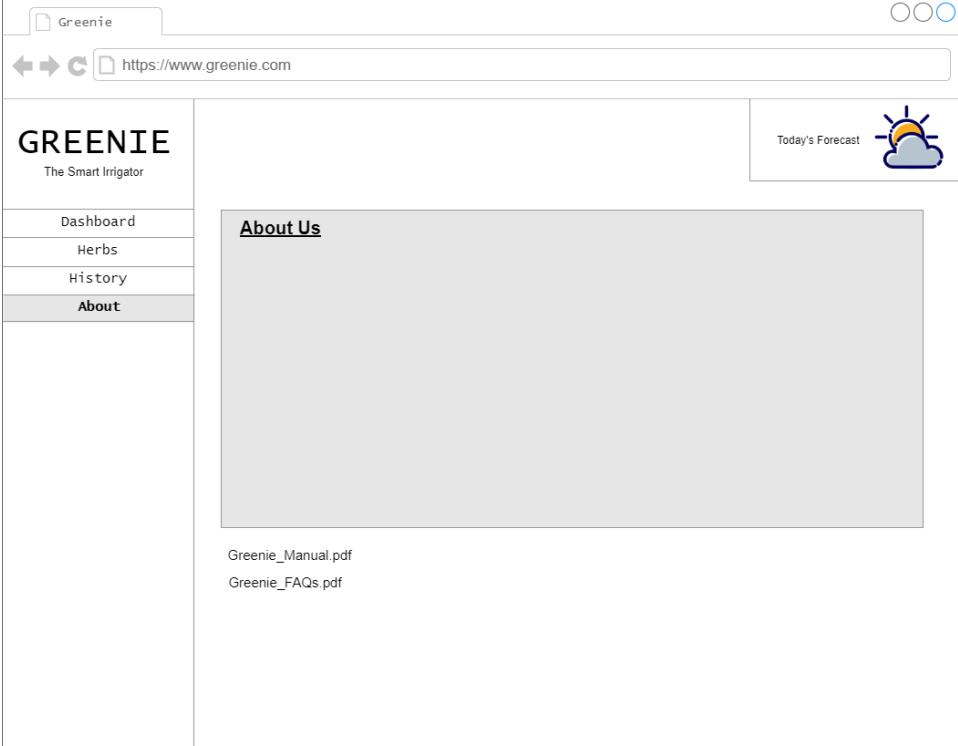 Greenie
https://www.greenie.com
GREENIE
The Smart Irrigator
Today's Forecast
Dashboard
Herbs
History
About
About Us
Greenie_Manual.pdf
Greenie_FAQs.pdf